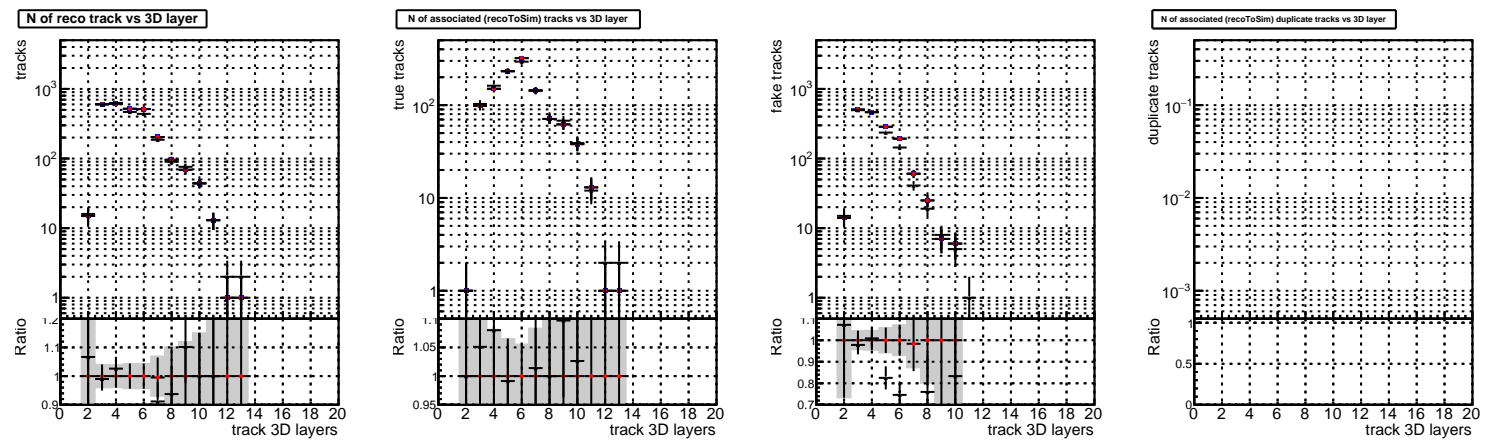 N of reco track vs 3D layer
tracks
10³
10²
10
1
Ratio
1.2
1.1
1
0.9
0 2 4 6 8 10 12 14 16 18 20
track 3D layers
N of associated (recoToSim) tracks vs 3D layer
true tracks
10²
10
1
Ratio
1.1
1.05
1
0.95
0 2 4 6 8 10 12 14 16 18 20
track 3D layers
fake tracks
10³
10²
10
1
Ratio
1.1
1
0.9
0.8
0.7
0 2 4 6 8 10 12 14 16 18 20
track 3D layers
N of associated (recoToSim) duplicate tracks vs 3D layer
duplicate tracks
10⁻¹
10⁻²
10⁻³
Ratio
1
0.5
0
0 2 4 6 8 10 12 14 16 18 20
track 3D layers